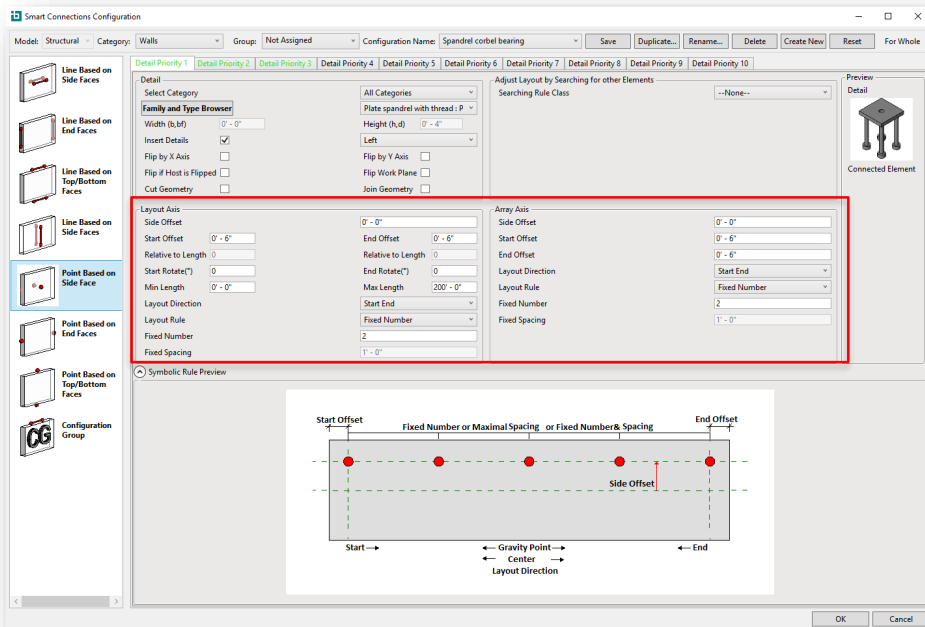 Smart Connections Configuration
Model: Structural Category: Walls Group: Not Assigned Configuration Name: Spandrel corbel bearing Save Duplicate... Rename... Delete Create New Reset For Whole
Line Based on
Side Faces
Line Based on
End Faces
Line Based on
Top/Bottom
Faces
Line Based on
Side Faces
Point Based on
Side Face
Point Based on
End Faces
Point Based on
Top/Bottom
Faces
CG
Configuration
Group
Detail Priority 1 Detail Priority 2 Detail Priority 3 Detail Priority 4 Detail Priority 5 Detail Priority 6 Detail Priority 7 Detail Priority 8 Detail Priority 9 Detail Priority 10
Detail
Select Category All Categories
Family and Type Browser Plate spandrel with thread : P
Width (b,bf) 0' - 0" Height (h,d) 0' - 4"
Insert Details Left
Flip by X Axis Flip by Y Axis
Flip if Host is Flipped Flip Work Plane
Cut Geometry Join Geometry
Adjust Layout by Searching for other Elements
Searching Rule Class --None--
Preview
Detail
Connected Element
Layout Axis
Side Offset 0' - 0"
Start Offset 0' - 6" End Offset 0' - 6"
Relative to Length 0 Relative to Length 0
Start Rotate(°) 0 End Rotate(°) 0
Min Length 0' - 0" Max Length 200' - 0"
Layout Direction Start End
Layout Rule Fixed Number
Fixed Number 2
Fixed Spacing 1' - 0"
Array Axis
Side Offset 0' - 0"
Start Offset 0' - 6"
End Offset 0' - 6"
Layout Direction Start End
Layout Rule Fixed Number
Fixed Number 2
Fixed Spacing 1' - 0"
Symbolic Rule Preview
Start Offset Fixed Number or Maximal Spacing or Fixed Number& Spacing End Offset
Side Offset
Start Gravity Point End
Center
Layout Direction
OK Cancel